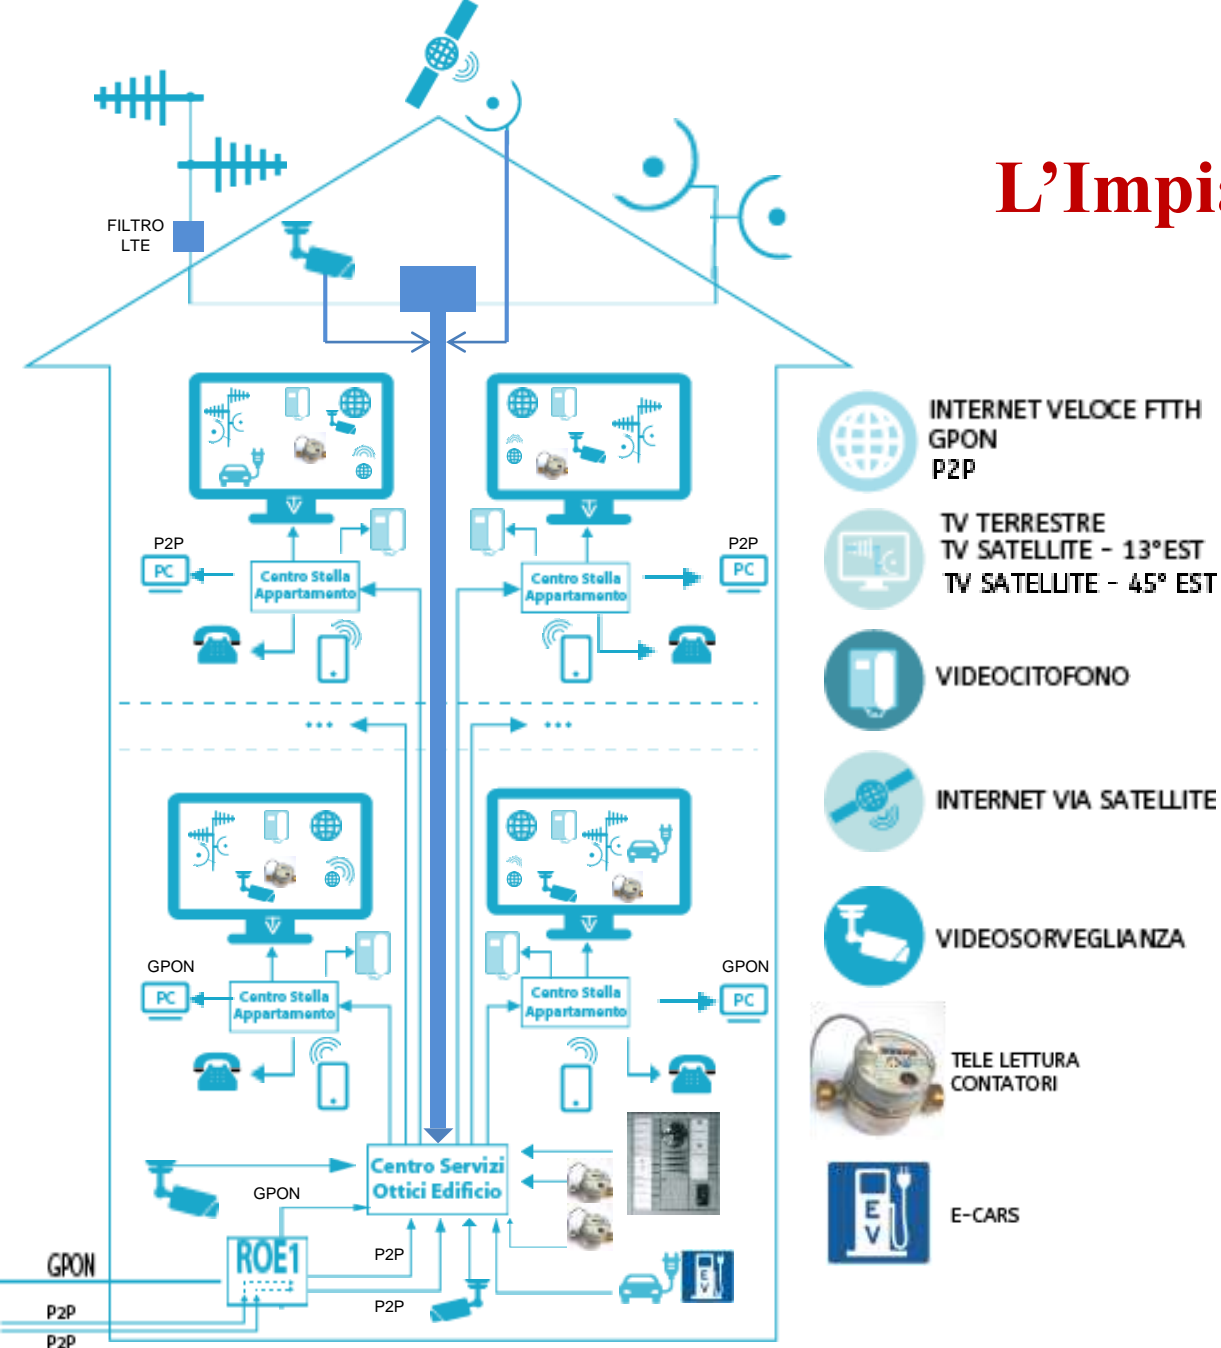 L'Impia
FILTRO
LTE
INTERNET VELOCE FTTH
GPON
P2P
TV TERRESTRE
TV SATELLITE - 13°EST
TV SATELLITE - 45° EST
VIDEOCITOFONO
INTERNET VIA SATELLITE
VIDEOSORVEGLIANZA
TELE LETTURA
CONTATORI
E-CARS
EV
P2P
PC
Centro Stella
Appartamento
Centro Stella
Appartamento
P2P
PC
...
...
GPON
PC
Centro Stella
Appartamento
Centro Stella
Appartamento
GPON
PC
Centro Servizi
Ottici Edificio
GPON
ROE1
P2P
P2P
GPON
P2P
P2P
EV